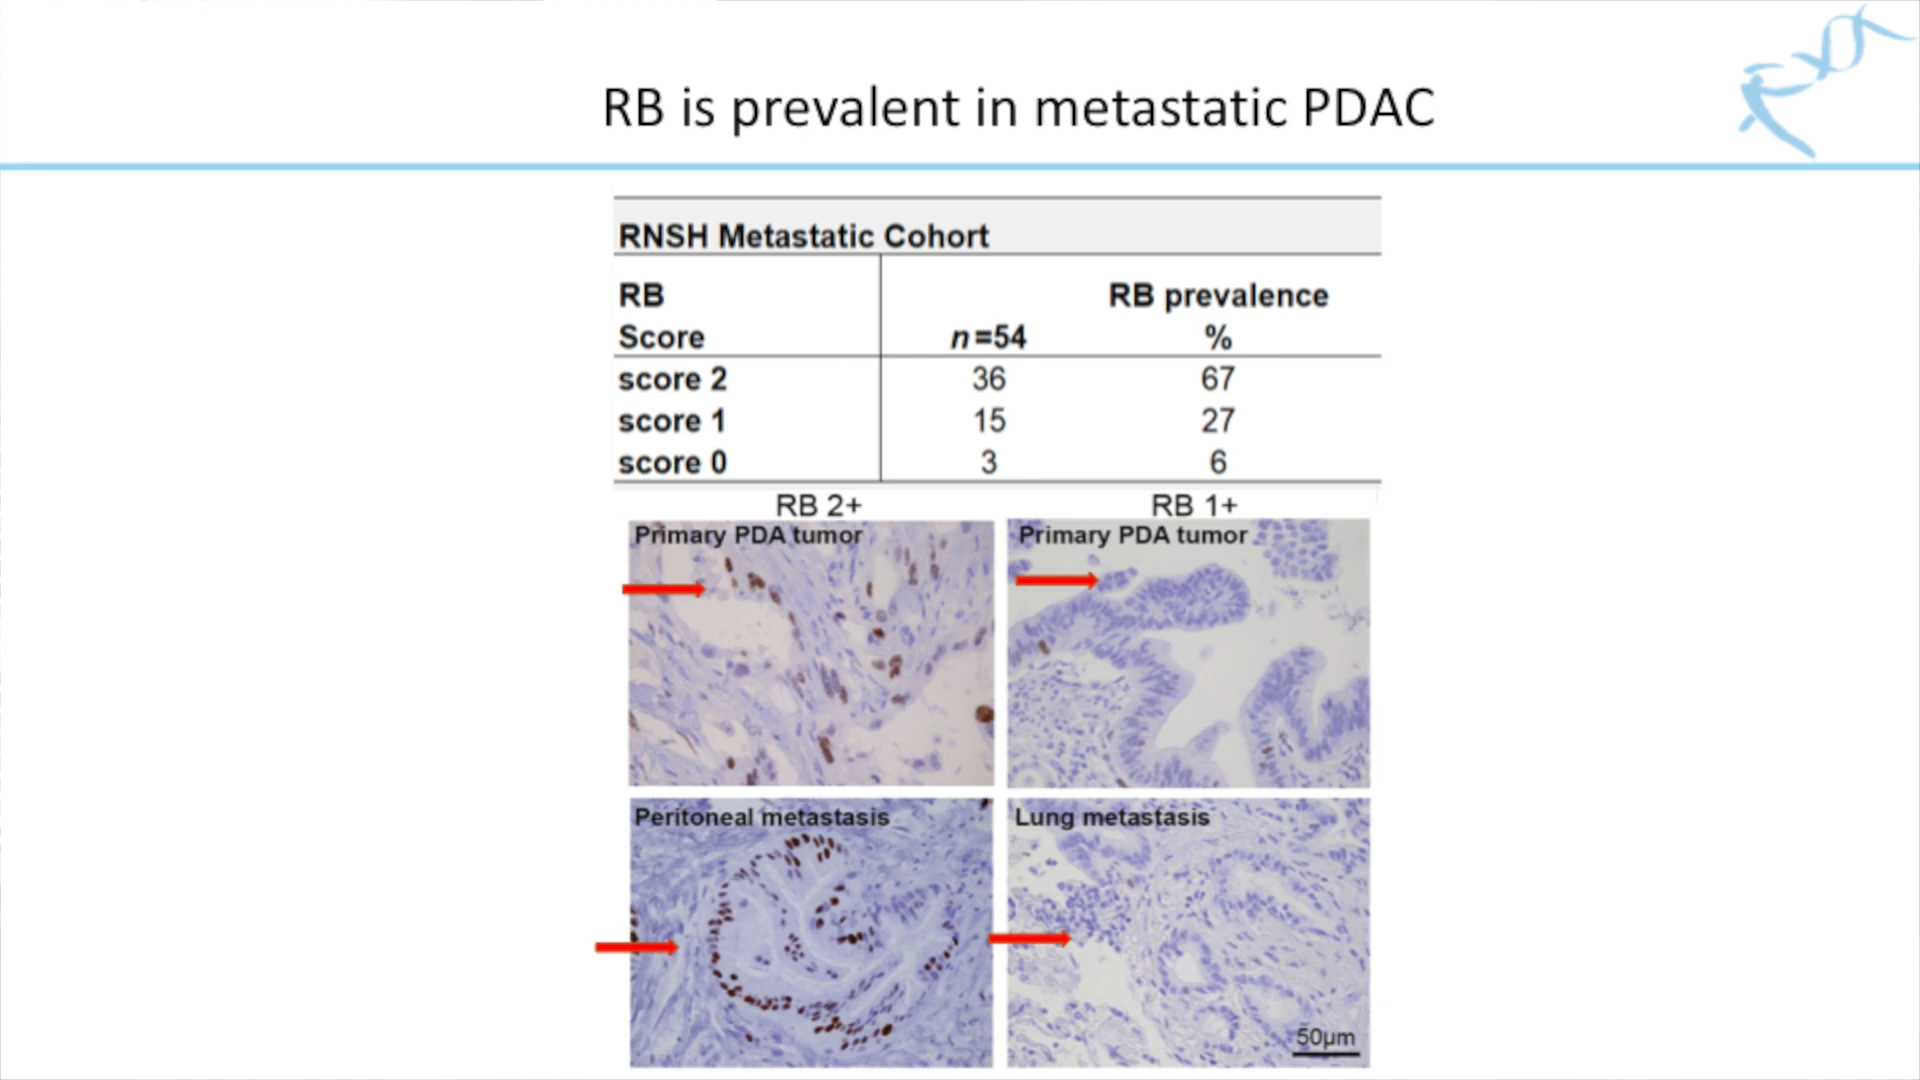 RB is prevalent in metastatic PDAC
RNSH Metastatic Cohort
RB RB prevalence
Score n=54 %
score 2 36 67
score 1 15 27
score 0 3 6
RB 2+ RB 1+
Primary PDA tumor Primary PDA tumor
Peritoneal metastasis Lung metastasis
50µm